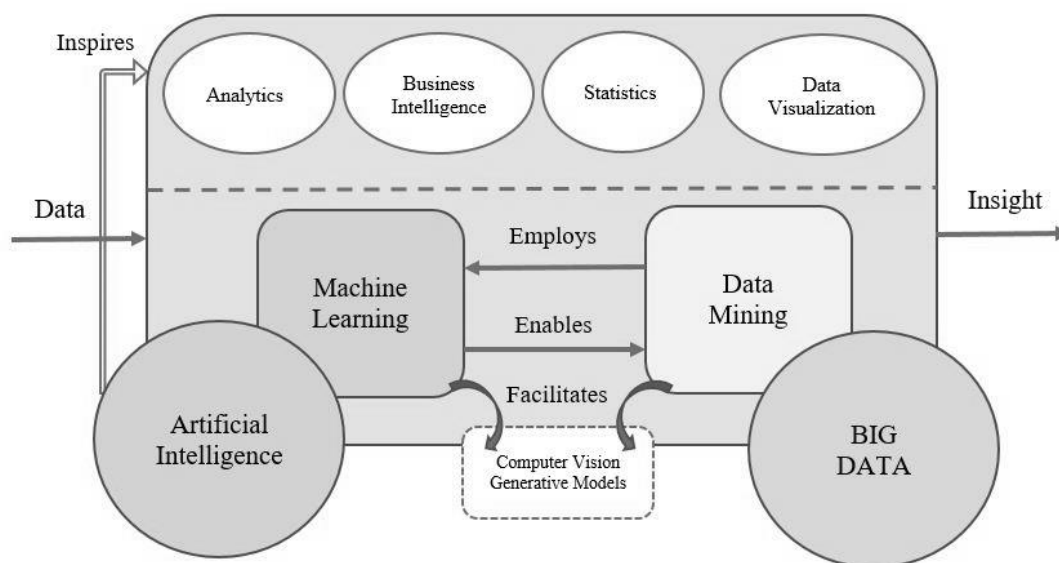 Inspires
Analytics
Business
Intelligence
Statistics
Data
Visualization
Data
Insight
Employs
Machine
Learning
Data
Mining
Enables
Facilitates
Artificial
Intelligence
BIG
DATA
Computer Vision
Generative Models